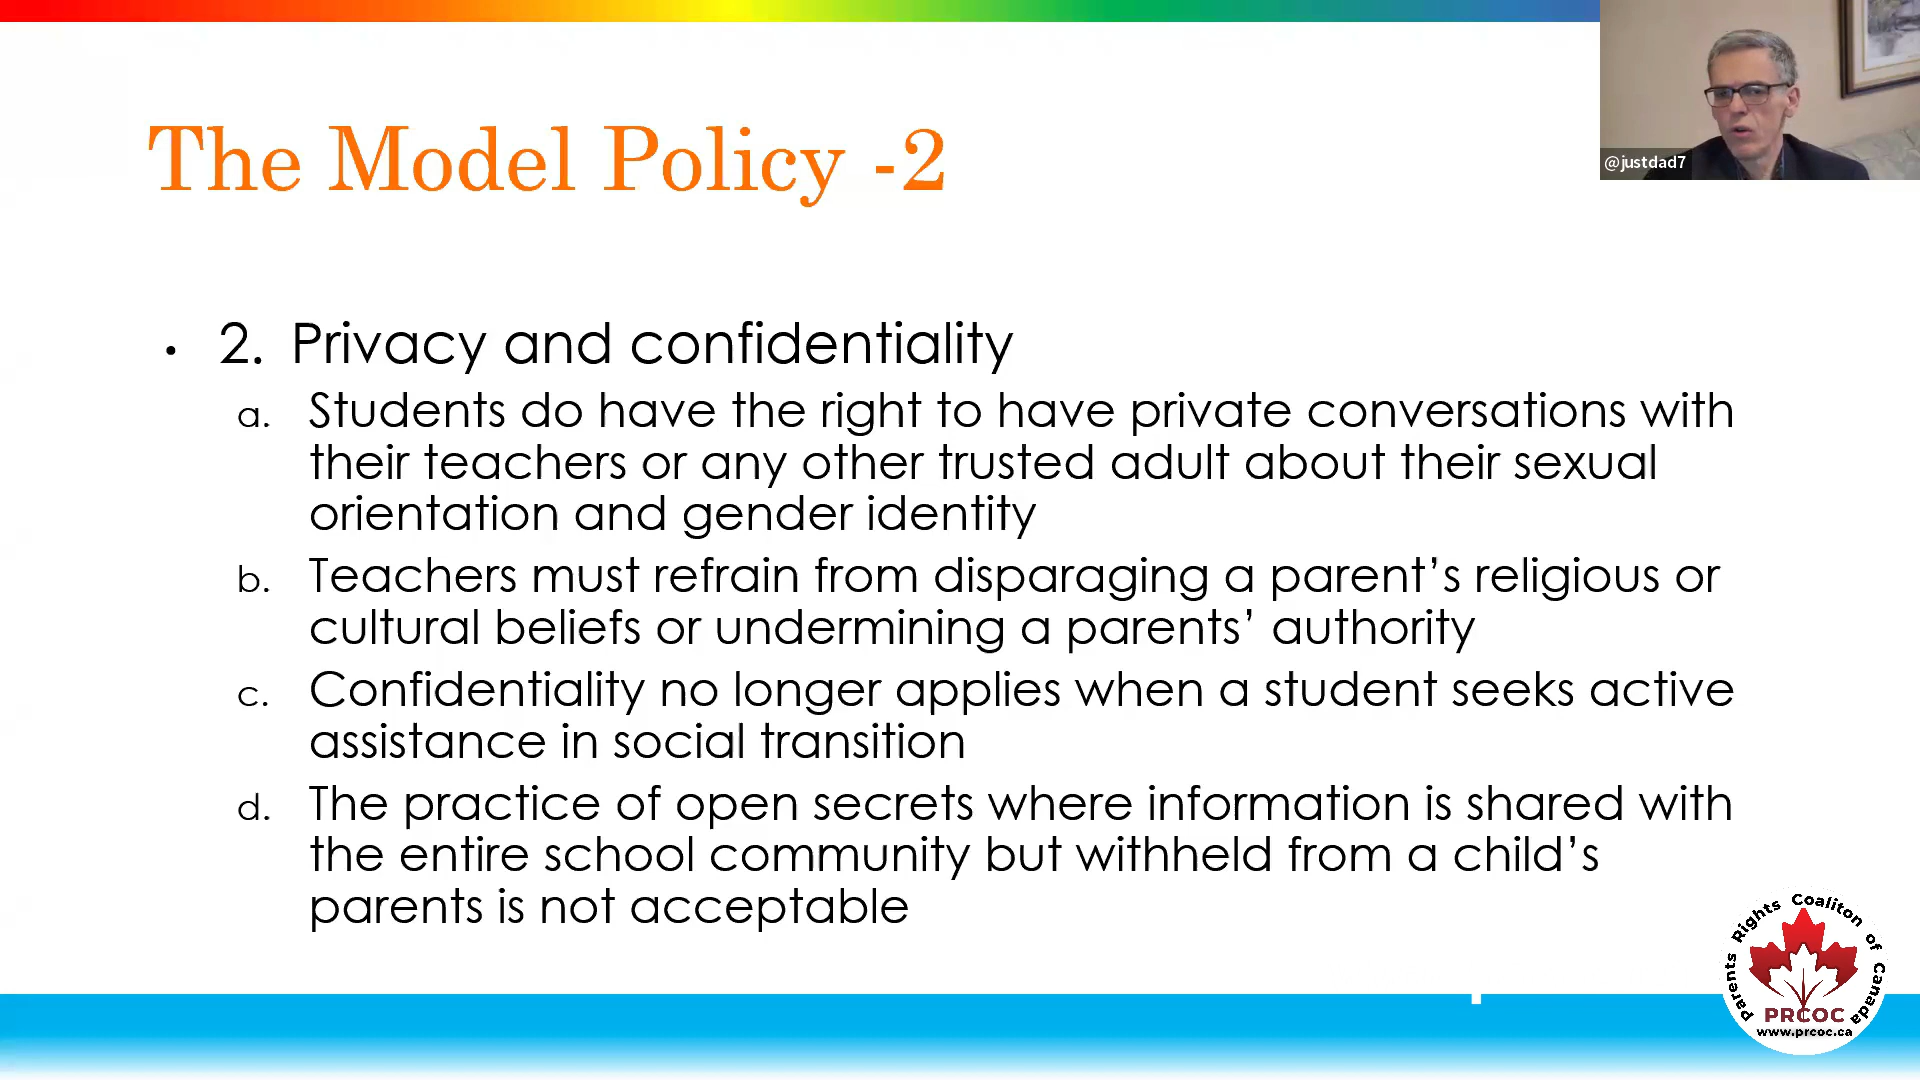 The Model Policy -2
@justdad7
• 2. Privacy and confidentiality
a. Students do have the right to have private conversations with
their teachers or any other trusted adult about their sexual
orientation and gender identity
b. Teachers must refrain from disparaging a parent’s religious or
cultural beliefs or undermining a parents’ authority
c. Confidentiality no longer applies when a student seeks active
assistance in social transition
d. The practice of open secrets where information is shared with
the entire school community but withheld from a child’s
parents is not acceptable
Parents Rights Coaliton of Canada
PRCOC
www.prcoc.ca